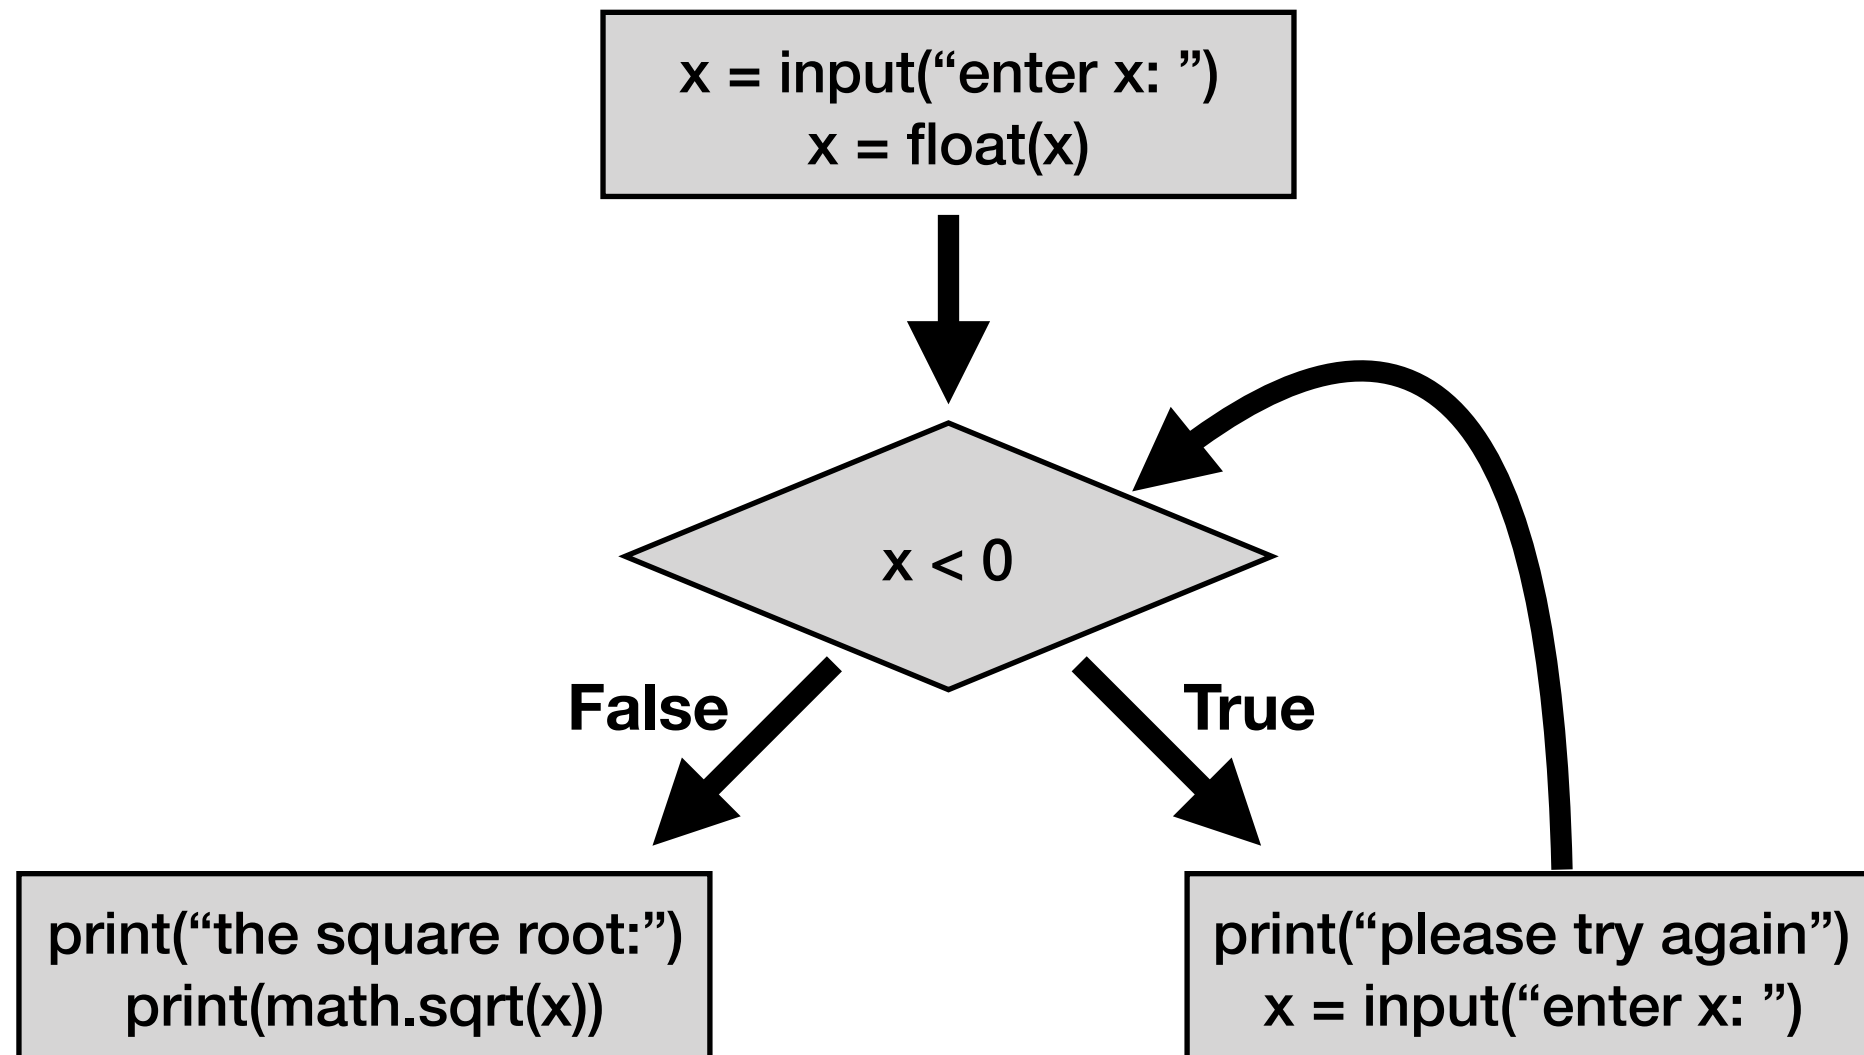 x = input(“enter x: ”)
x = float(x)
x < 0
False
True
print(“the square root:”)
print(math.sqrt(x))
print(“please try again”)
x = input(“enter x: ”)